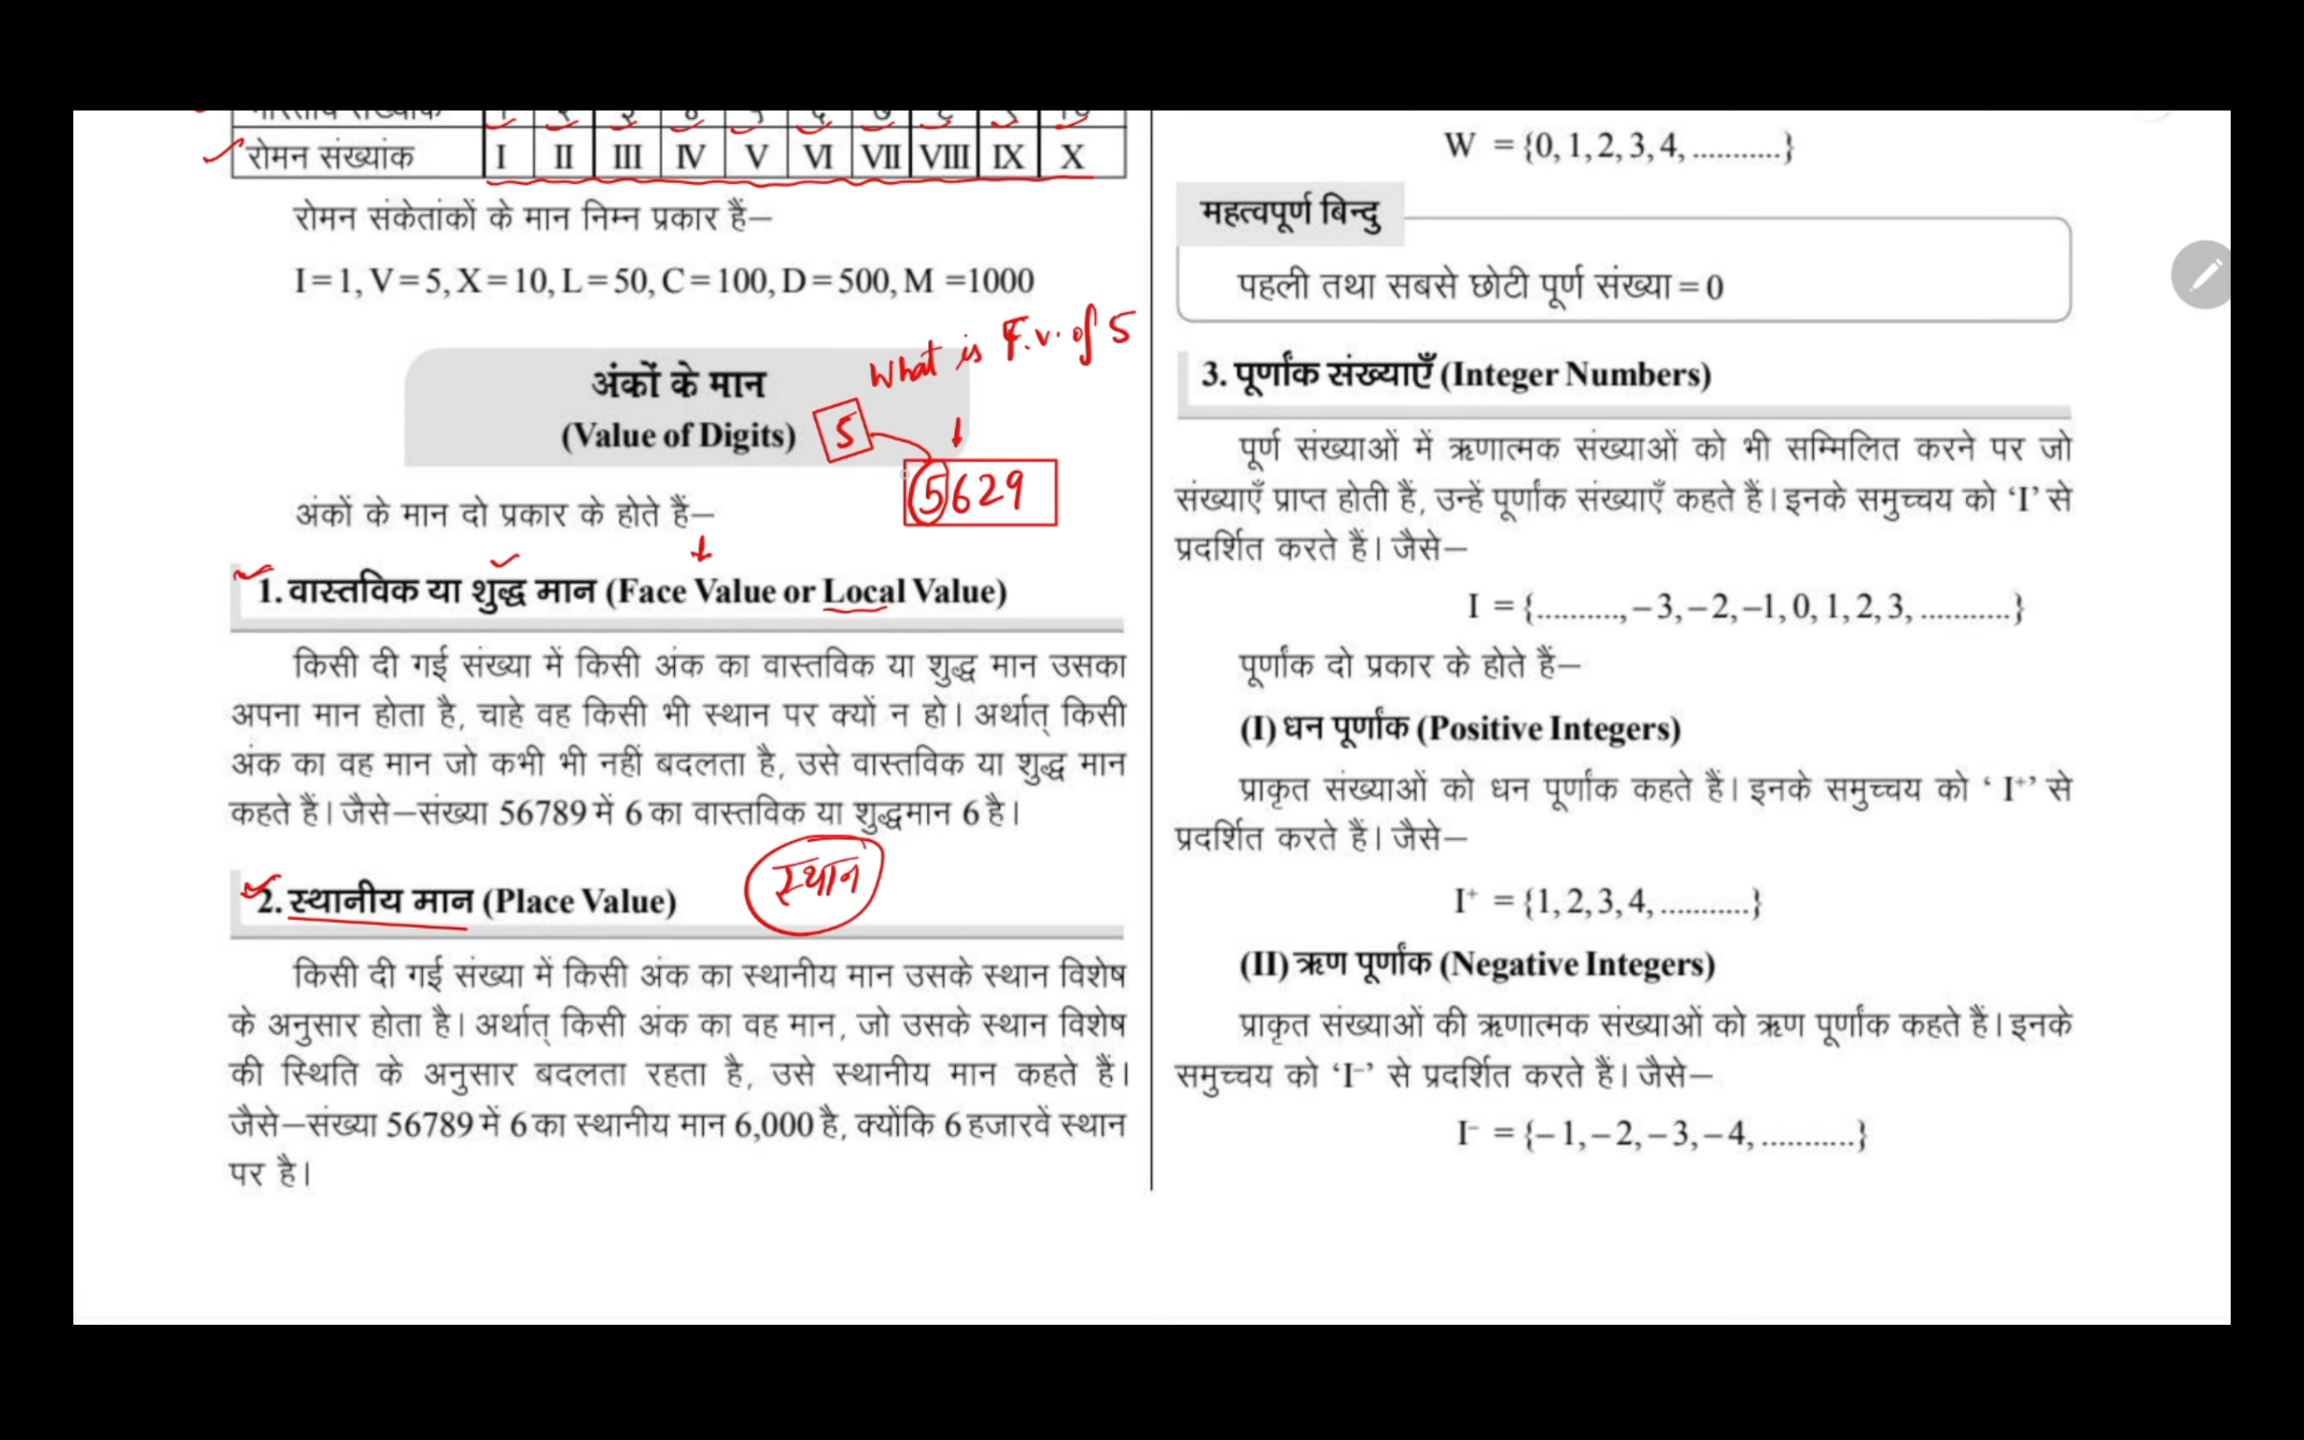 रोमन संख्यांक I II III IV V VI VII VIII IX X
रोमन संकेतांकों के मान निम्न प्रकार हैं–
I=1, V=5, X=10, L=50, C=100, D=500, M =1000
What is F.v. of 5
अंकों के मान
(Value of Digits)
5
5629
अंकों के मान दो प्रकार के होते हैं–
1. वास्तविक या शुद्ध मान (Face Value or Local Value)
किसी दी गई संख्या में किसी अंक का वास्तविक या शुद्ध मान उसका
अपना मान होता है, चाहे वह किसी भी स्थान पर क्यों न हो। अर्थात् किसी
अंक का वह मान जो कभी भी नहीं बदलता है, उसे वास्तविक या शुद्ध मान
कहते हैं। जैसे–संख्या 56789 में 6 का वास्तविक या शुद्धमान 6 है।
2. स्थानीय मान (Place Value)
स्थान
किसी दी गई संख्या में किसी अंक का स्थानीय मान उसके स्थान विशेष
के अनुसार होता है। अर्थात् किसी अंक का वह मान, जो उसके स्थान विशेष
की स्थिति के अनुसार बदलता रहता है, उसे स्थानीय मान कहते हैं।
जैसे–संख्या 56789 में 6 का स्थानीय मान 6,000 है, क्योंकि 6 हजारवें स्थान
पर है।
W = {0, 1, 2, 3, 4, ...........}
महत्वपूर्ण बिन्दु
पहली तथा सबसे छोटी पूर्ण संख्या = 0
3. पूर्णांक संख्याएँ (Integer Numbers)
पूर्ण संख्याओं में ऋणात्मक संख्याओं को भी सम्मिलित करने पर जो
संख्याएँ प्राप्त होती हैं, उन्हें पूर्णांक संख्याएँ कहते हैं। इनके समुच्चय को ‘I’ से
प्रदर्शित करते हैं। जैसे–
I = {.........., –3, –2, –1, 0, 1, 2, 3, ...........}
पूर्णांक दो प्रकार के होते हैं–
(I) धन पूर्णांक (Positive Integers)
प्राकृत संख्याओं को धन पूर्णांक कहते हैं। इनके समुच्चय को ‘ I⁺’ से
प्रदर्शित करते हैं। जैसे–
I⁺ = {1, 2, 3, 4, ...........}
(II) ऋण पूर्णांक (Negative Integers)
प्राकृत संख्याओं की ऋणात्मक संख्याओं को ऋण पूर्णांक कहते हैं। इनके
समुच्चय को ‘I⁻’ से प्रदर्शित करते हैं। जैसे–
I⁻ = {– 1, – 2, – 3, – 4, ...........}